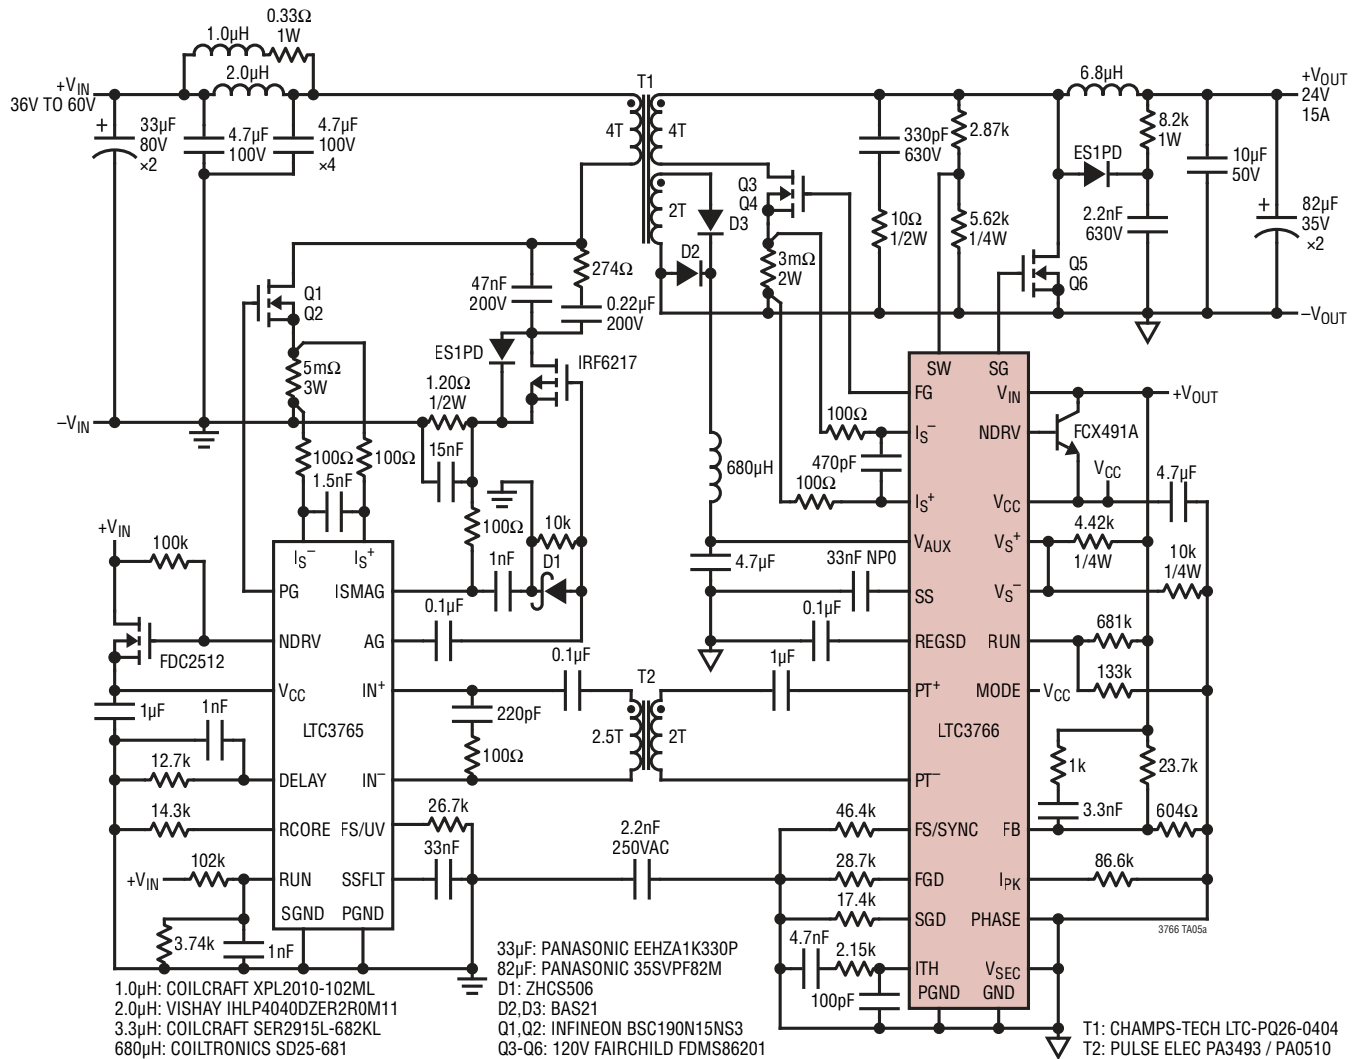 0.33Ω
1W
1.0µH
2.0µH
+VIN
36V TO 60V
33µF
80V
×2
4.7µF
100V
4.7µF
100V
×4
T1
4T
4T
2T
330pF
630V
2.87k
10Ω
1/2W
5.62k
1/4W
6.8µH
+VOUT
24V
15A
8.2k
1W
ES1PD
2.2nF
630V
10µF
50V
82µF
35V
×2
Q3
Q4
D3
D2
3mΩ
2W
Q5
Q6
–VOUT
Q1
Q2
47nF
200V
274Ω
0.22µF
200V
ES1PD
IRF6217
5mΩ
3W
1.20Ω
1/2W
–VIN
100Ω
100Ω
1.5nF
15nF
100Ω
10k
D1
1nF
680µH
100Ω
470pF
100Ω
SW
SG
FG
VIN
+VOUT
IS–
NDRV
FCX491A
VCC
4.7µF
IS+
VCC
VAUX
VS+
4.42k
1/4W
10k
1/4W
4.7µF
33nF NP0
SS
VS–
0.1µF
REGSD
RUN
681k
133k
+VIN
100k
IS–
IS+
PG
ISMAG
0.1µF
NDRV
AG
FDC2512
0.1µF
T2
1µF
PT+
MODE
VCC
VCC
IN+
1µF
1nF
LTC3765
220pF
2.5T
2T
LTC3766
100Ω
12.7k
DELAY
IN–
PT–
1k
23.7k
3.3nF
14.3k
RCORE
FS/UV
26.7k
46.4k
FS/SYNC
FB
604Ω
+VIN
102k
RUN
SSFLT
33nF
2.2nF
250VAC
28.7k
FGD
IPK
86.6k
SGND
PGND
17.4k
SGD
PHASE
3766 TA05a
3.74k
1nF
4.7nF
2.15k
ITH
VSEC
100pF
PGND
GND
1.0µH: COILCRAFT XPL2010-102ML
2.0µH: VISHAY IHLP4040DZER2R0M11
3.3µH: COILCRAFT SER2915L-682KL
680µH: COILTRONICS SD25-681
33µF: PANASONIC EEHZA1K330P
82µF: PANASONIC 35SVPF82M
D1: ZHCS506
D2,D3: BAS21
Q1,Q2: INFINEON BSC190N15NS3
Q3-Q6: 120V FAIRCHILD FDMS86201
T1: CHAMPS-TECH LTC-PQ26-0404
T2: PULSE ELEC PA3493 / PA0510